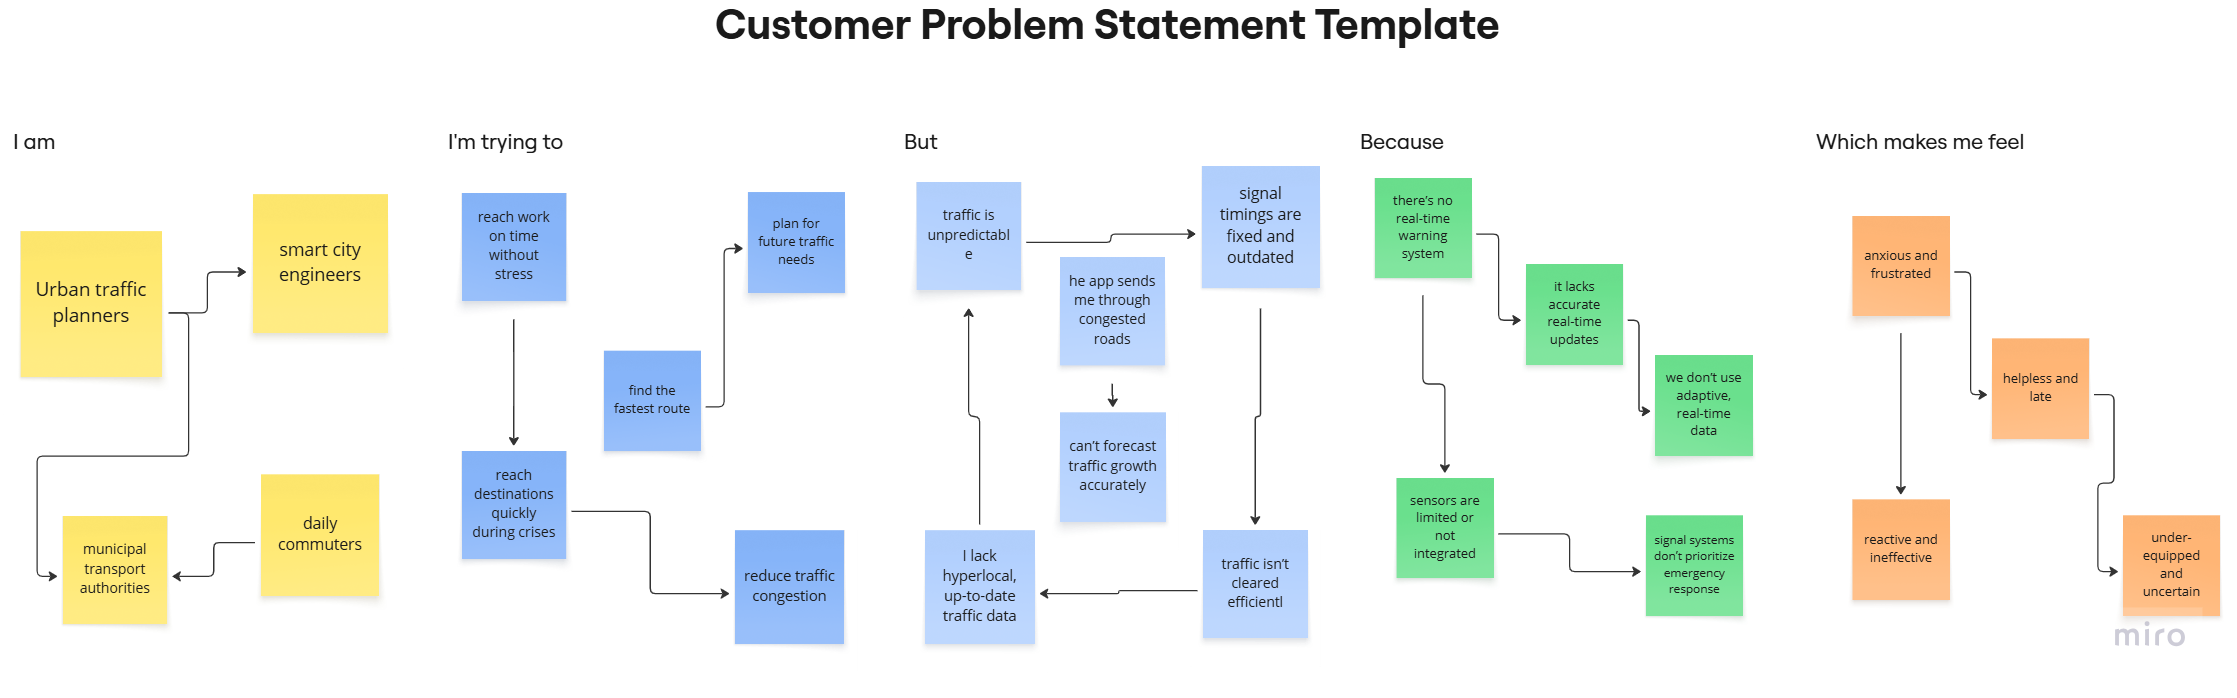 Customer Problem Statement Template
I am
Urban traffic
planners
smart city
engineers
municipal
transport
authorities
daily
commuters
I'm trying to
reach work
on time
without
stress
plan for
future traffic
needs
find the
fastest route
reach
destinations
quickly
during crises
reduce traffic
congestion
But
traffic is
unpredictabl
e
signal
timings are
fixed and
outdated
he app sends
me through
congested
roads
can't forecast
traffic growth
accurately
I lack
hyperlocal,
up-to-date
traffic data
traffic isn't
cleared
efficientl
Because
there's no
real-time
warning
system
it lacks
accurate
real-time
updates
we don't use
adaptive,
real-time
data
sensors are
limited or
not
integrated
signal systems
don't prioritize
emergency
response
Which makes me feel
anxious and
frustrated
helpless and
late
reactive and
ineffective
under-
equipped
and
uncertain
miro